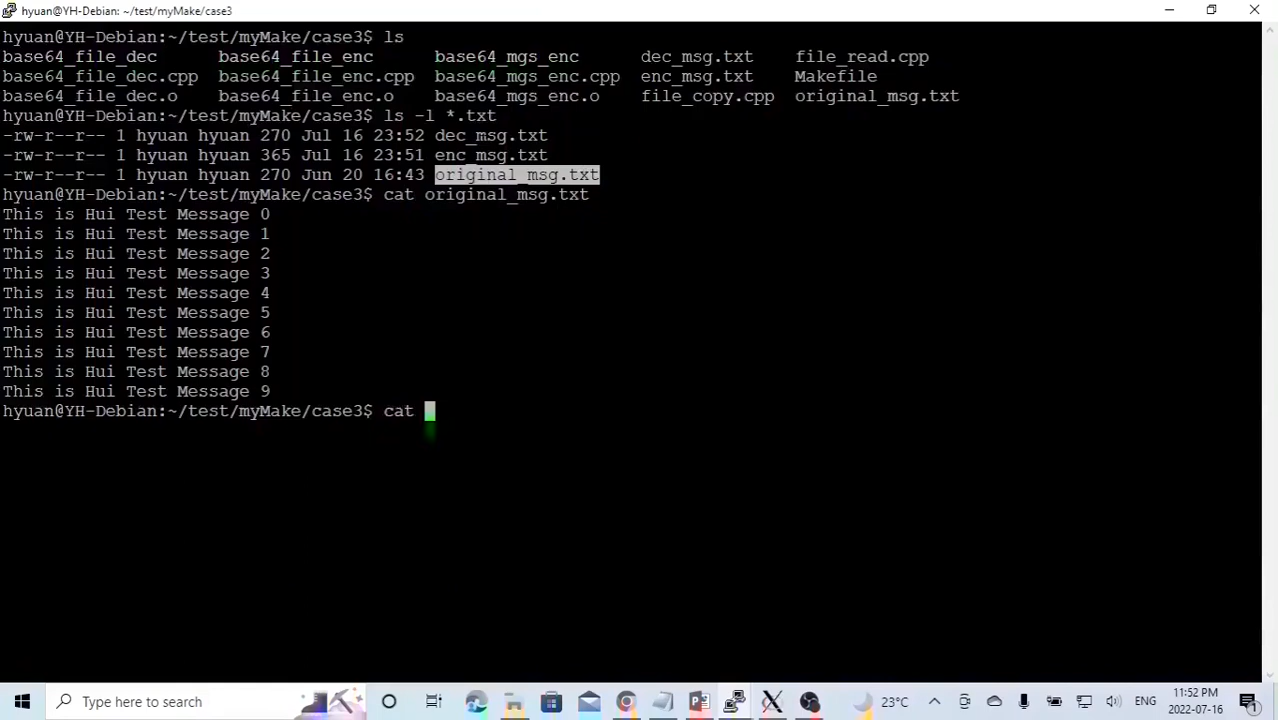 hyuan@YH-Debian: ~/test/myMake/case3
hyuan@YH-Debian:~/test/myMake/case3$ ls
base64_file_dec base64_file_enc base64_mgs_enc dec_msg.txt file_read.cpp
base64_file_dec.cpp base64_file_enc.cpp base64_mgs_enc.cpp enc_msg.txt Makefile
base64_file_dec.o base64_file_enc.o base64_mgs_enc.o file_copy.cpp original_msg.txt
hyuan@YH-Debian:~/test/myMake/case3$ ls -l *.txt
-rw-r--r-- 1 hyuan hyuan 270 Jul 16 23:52 dec_msg.txt
-rw-r--r-- 1 hyuan hyuan 365 Jul 16 23:51 enc_msg.txt
-rw-r--r-- 1 hyuan hyuan 270 Jun 20 16:43 original_msg.txt
hyuan@YH-Debian:~/test/myMake/case3$ cat original_msg.txt
This is Hui Test Message 0
This is Hui Test Message 1
This is Hui Test Message 2
This is Hui Test Message 3
This is Hui Test Message 4
This is Hui Test Message 5
This is Hui Test Message 6
This is Hui Test Message 7
This is Hui Test Message 8
This is Hui Test Message 9
hyuan@YH-Debian:~/test/myMake/case3$ cat
Type here to search
23°C
ENG
11:52 PM
2022-07-16
1